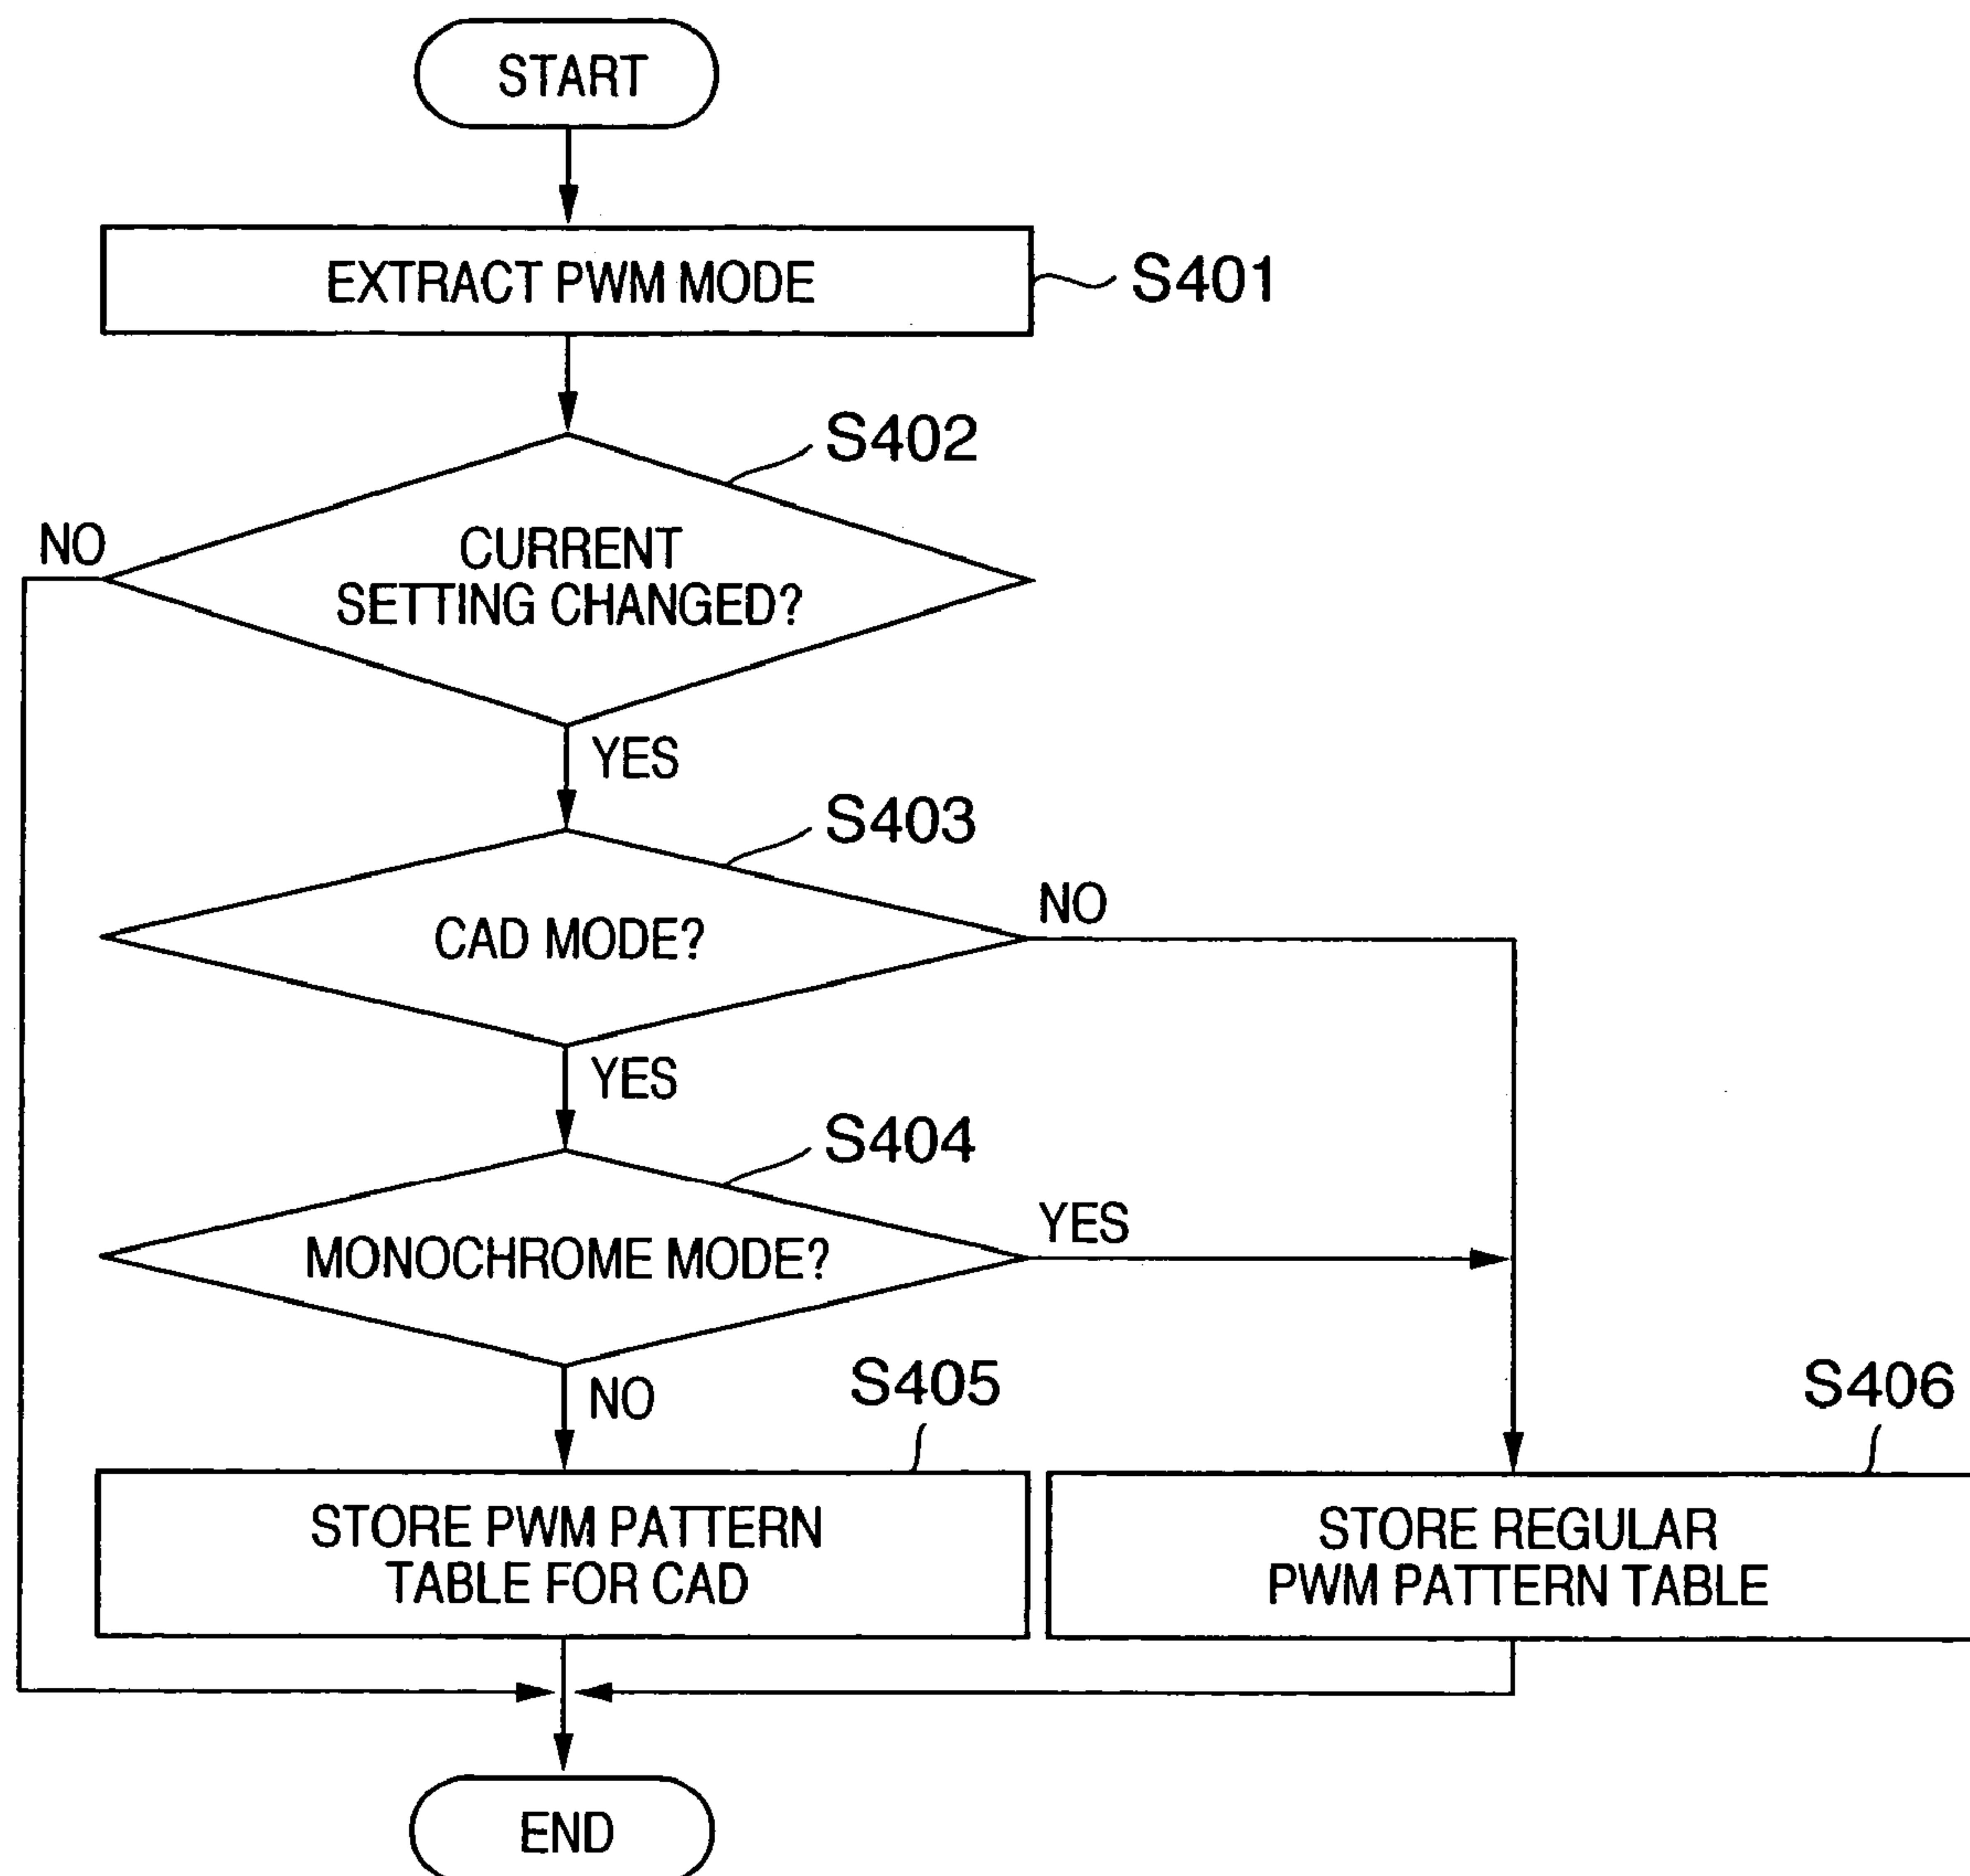 START
EXTRACT PWM MODE
S401
S402
NO
CURRENT
SETTING CHANGED?
YES
S403
NO
CAD MODE?
YES
S404
YES
MONOCHROME MODE?
NO
S405
S406
STORE PWM PATTERN
TABLE FOR CAD
STORE REGULAR
PWM PATTERN TABLE
END